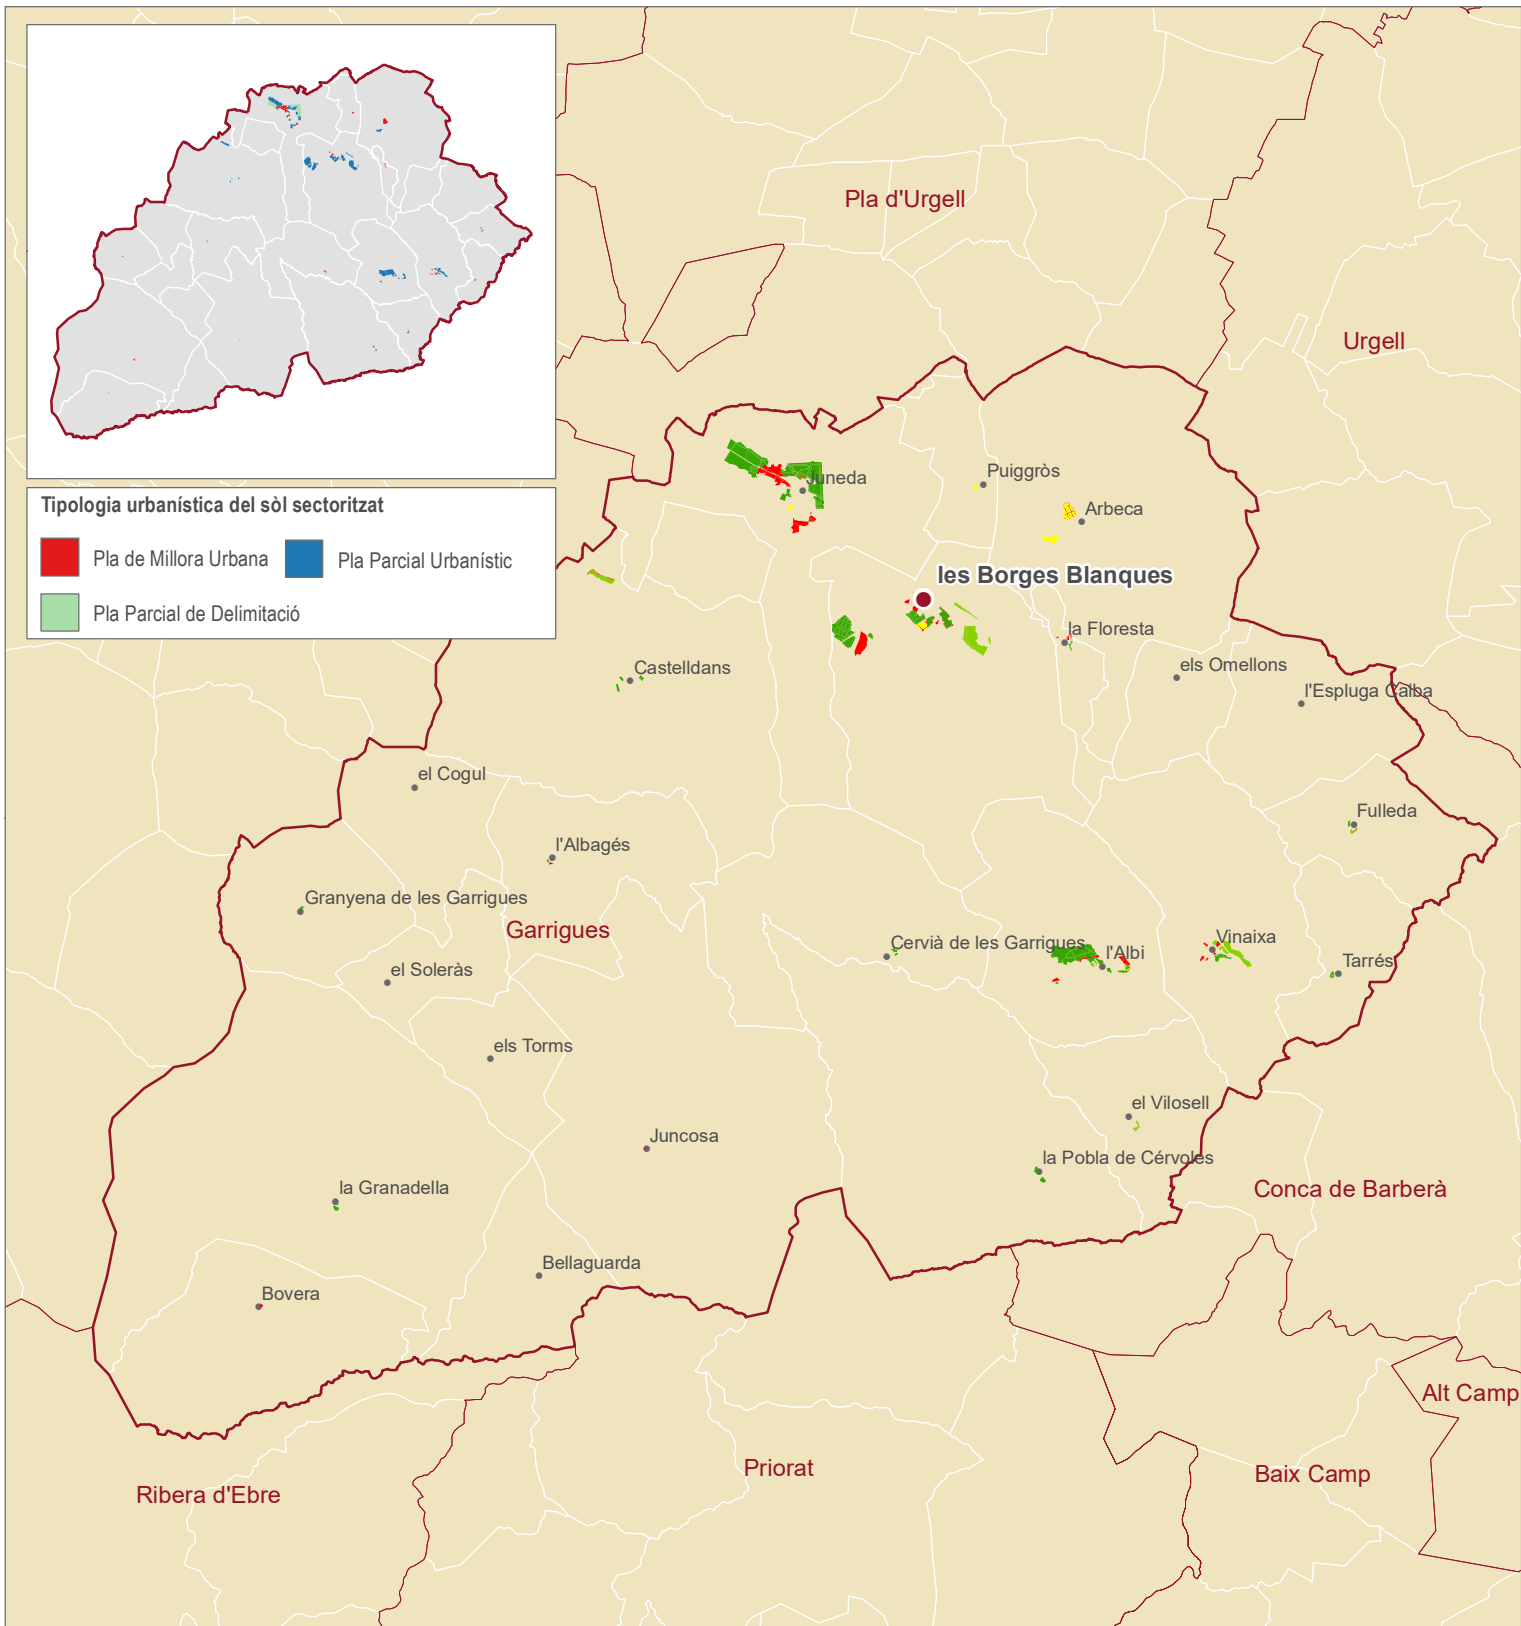 Tipologia urbanística del sòl sectoritzat
Pla de Millora Urbana
Pla Parcial Urbanístic
Pla Parcial de Delimitació
Pla d'Urgell
Urgell
Juneda
Puiggròs
Arbeca
les Borges Blanques
la Floresta
els Omellons
Castelldans
l'Espluga Calba
el Cogul
Fulleda
l'Albagés
Granyena de les Garrigues
Garrigues
Cervià de les Garrigues
l'Albi
Vinaixa
Tarrés
el Soleràs
els Torms
el Vilosell
Juncosa
la Pobla de Cérvoles
la Granadella
Conca de Barberà
Bellaguarda
Bovera
Alt Camp
Priorat
Baix Camp
Ribera d'Ebre